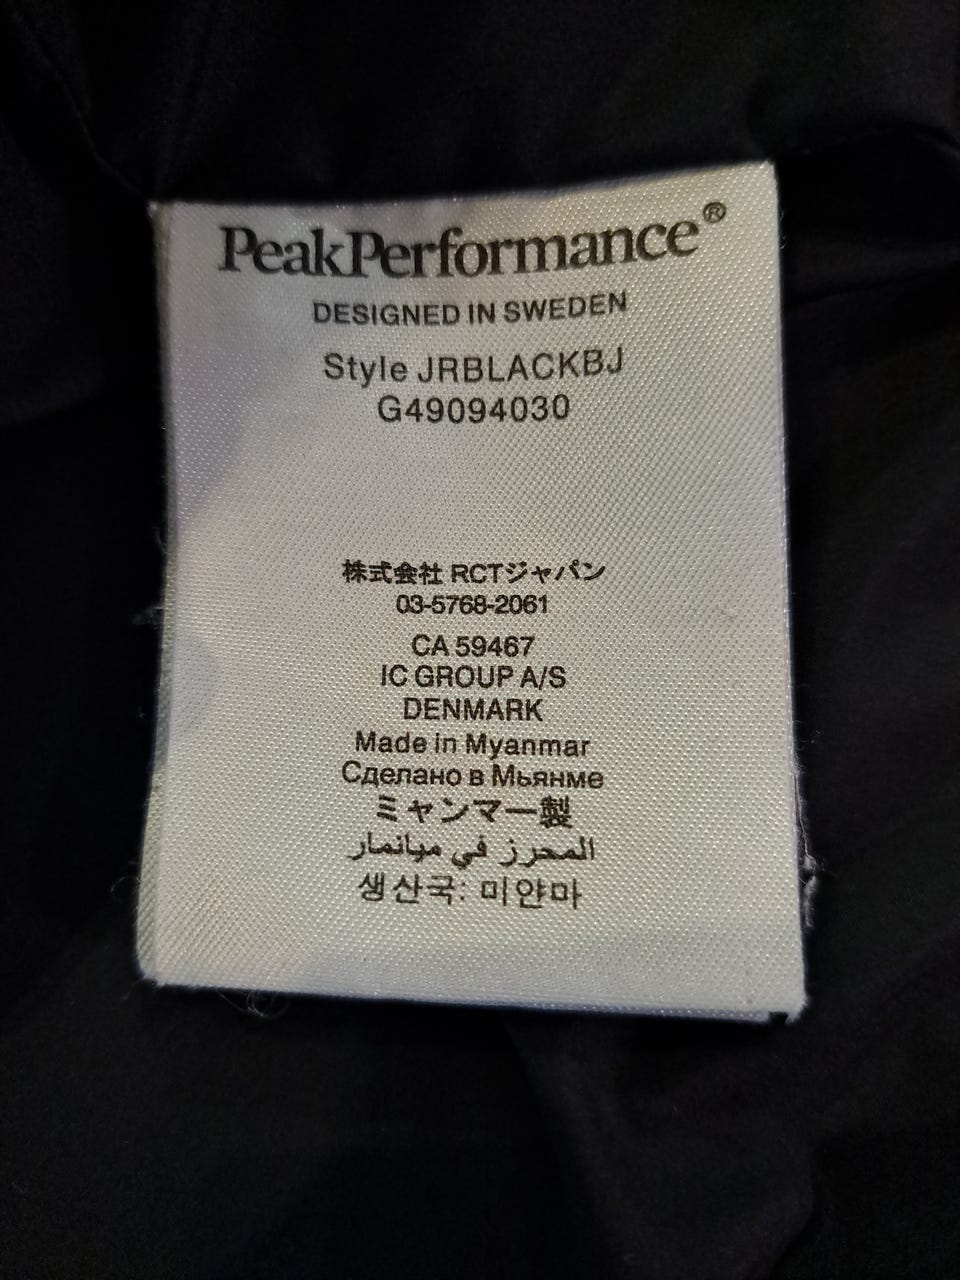 PeakPerformance®
DESIGNED IN SWEDEN
Style JRBLACKBJ
G49094030
株式会社 RCTジャパン
03-5768-2061
CA 59467
IC GROUP A/S
DENMARK
Made in Myanmar
Сделано в Мьянме
ミャンマー製
المحرز في ميانمار
생산국: 미얀마